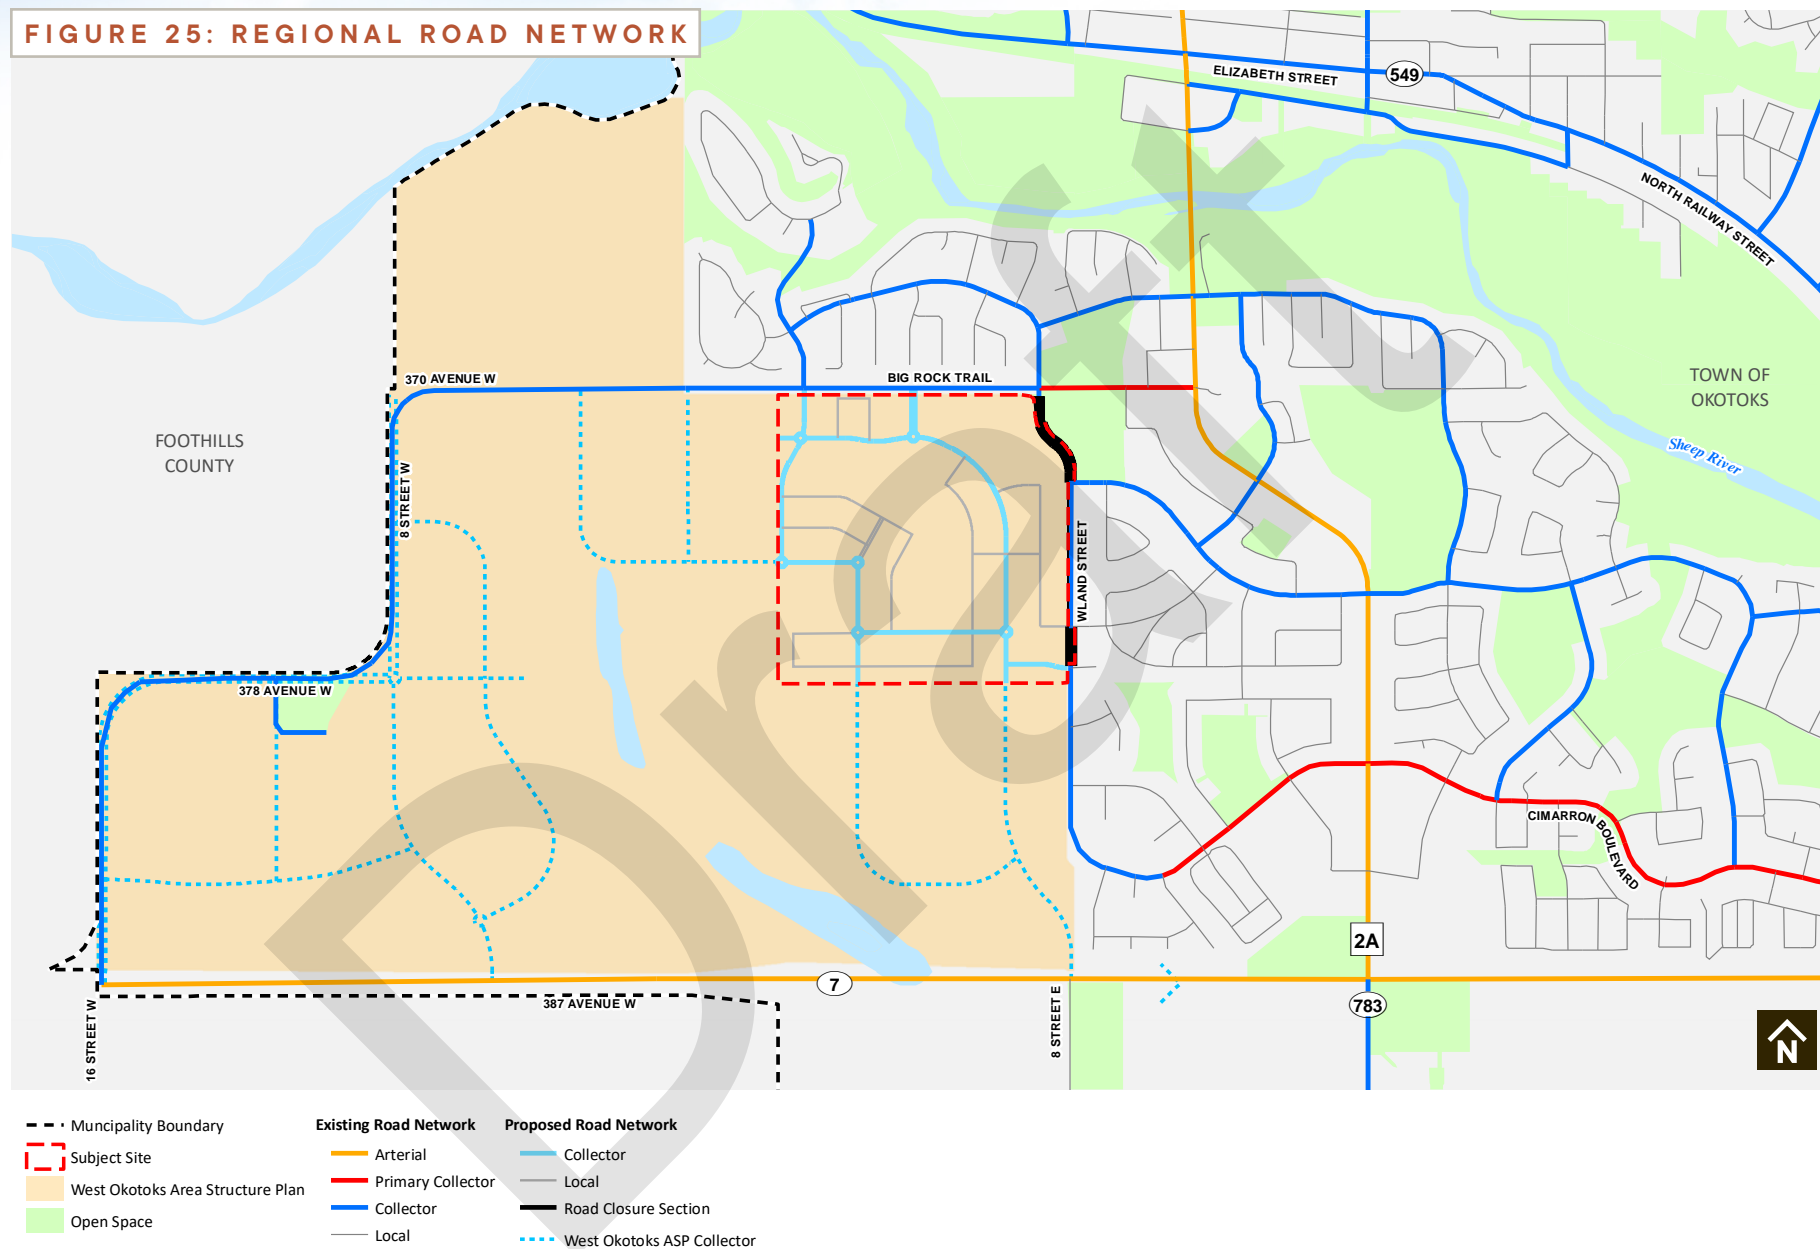 FIGURE 25: REGIONAL ROAD NETWORK
ELIZABETH STREET
549
NORTH RAILWAY STREET
370 AVENUE W
BIG ROCK TRAIL
TOWN OF
OKOTOKS
FOOTHILLS
COUNTY
Sheep River
8 STREET W
WLAND STREET
378 AVENUE W
CIMARRON BOULEVARD
2A
7
387 AVENUE W
783
16 STREET W
8 STREET E
N
Draft
Muncipality Boundary
Subject Site
West Okotoks Area Structure Plan
Open Space
Existing Road Network
Arterial
Primary Collector
Collector
Local
Proposed Road Network
Collector
Local
Road Closure Section
West Okotoks ASP Collector